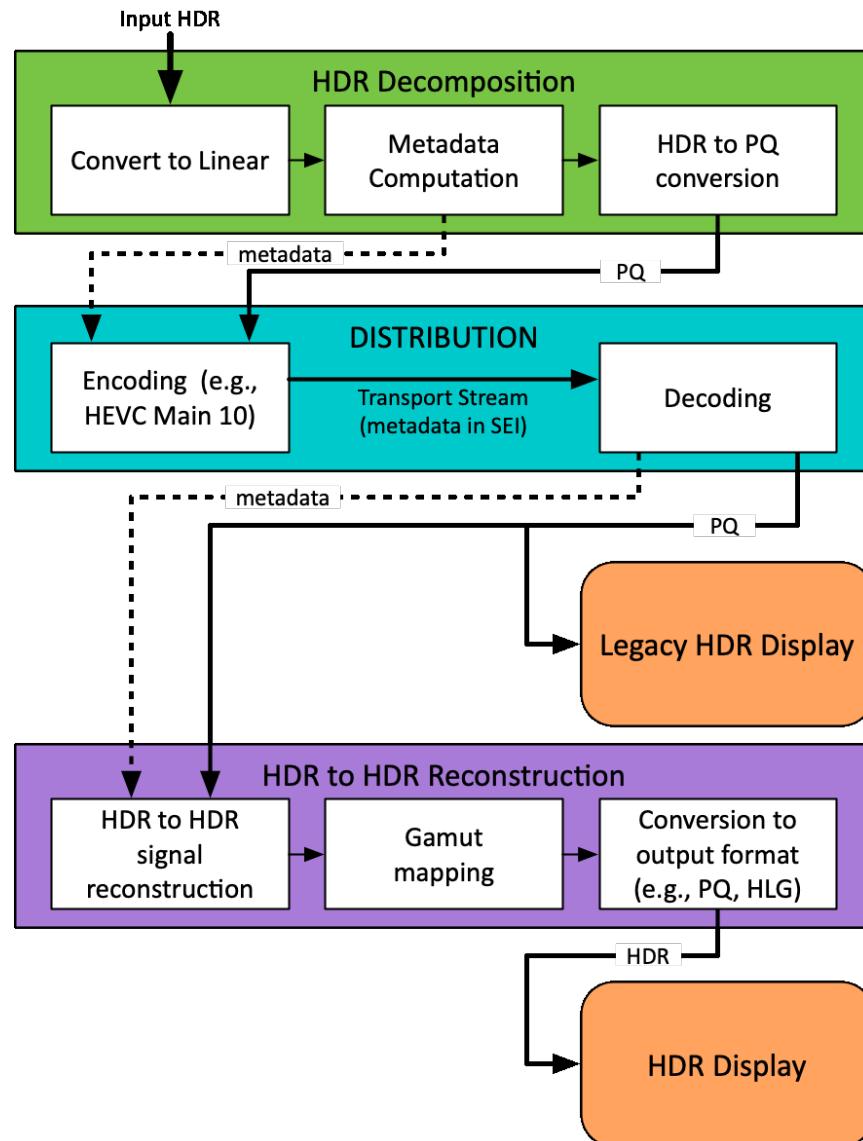 Input HDR
HDR Decomposition
Convert to Linear
Metadata
Computation
HDR to PQ
conversion
metadata
PQ
DISTRIBUTION
Encoding (e.g.,
HEVC Main 10)
Transport Stream
(metadata in SEI)
Decoding
metadata
PQ
Legacy HDR Display
HDR to HDR Reconstruction
HDR to HDR
signal
reconstruction
Gamut
mapping
Conversion to
output format
(e.g., PQ, HLG)
HDR
HDR Display